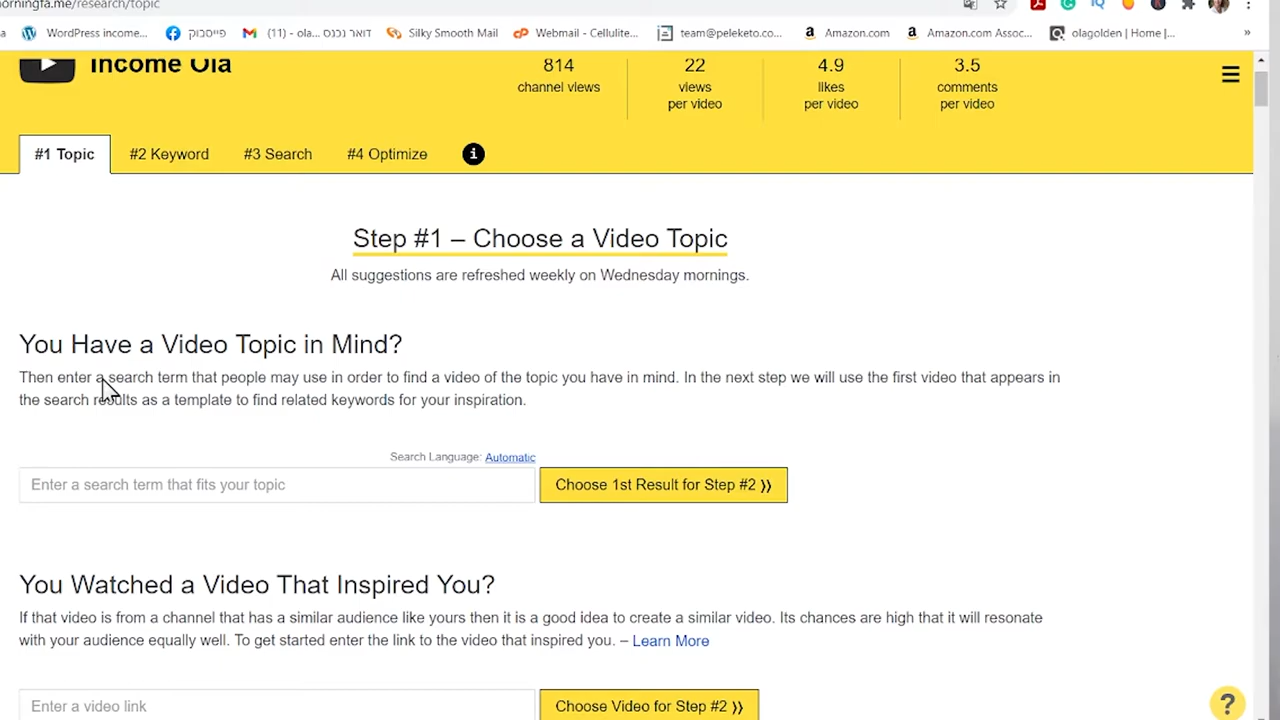 orningfa.me/research/topic
a WordPress income... פייסבוק (11) - ola... דואר נכנס Silky Smooth Mail Webmail - Cellulite... team@peleketo.c... Amazon.com Amazon.com Assoc... olagolden | Home |... »
Income Ola
814
channel views
22
views
per video
4.9
likes
per video
3.5
comments
per video
#1 Topic #2 Keyword #3 Search #4 Optimize i
Step #1 – Choose a Video Topic
All suggestions are refreshed weekly on Wednesday mornings.
You Have a Video Topic in Mind?
Then enter a search term that people may use in order to find a video of the topic you have in mind. In the next step we will use the first video that appears in
the search results as a template to find related keywords for your inspiration.
Search Language: Automatic
Enter a search term that fits your topic Choose 1st Result for Step #2 ⟫
You Watched a Video That Inspired You?
If that video is from a channel that has a similar audience like yours then it is a good idea to create a similar video. Its chances are high that it will resonate
with your audience equally well. To get started enter the link to the video that inspired you. – Learn More
Enter a video link Choose Video for Step #2 ⟫
?